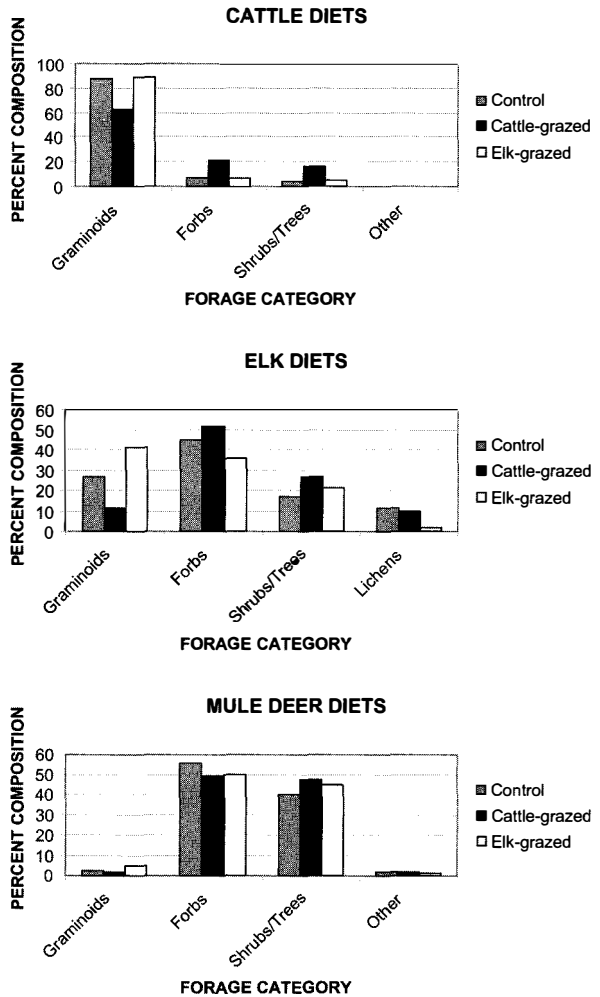 CATTLE DIETS
PERCENT COMPOSITION
100
80
60
40
20
0
Graminoids
Forbs
Shrubs/Trees
Other
FORAGE CATEGORY
Control
Cattle-grazed
Elk-grazed
ELK DIETS
PERCENT COMPOSITION
60
50
40
30
20
10
0
Graminoids
Forbs
Shrubs/Trees
Lichens
FORAGE CATEGORY
Control
Cattle-grazed
Elk-grazed
MULE DEER DIETS
PERCENT COMPOSITION
60
50
40
30
20
10
0
Graminoids
Forbs
Shrubs/Trees
Other
FORAGE CATEGORY
Control
Cattle-grazed
Elk-grazed